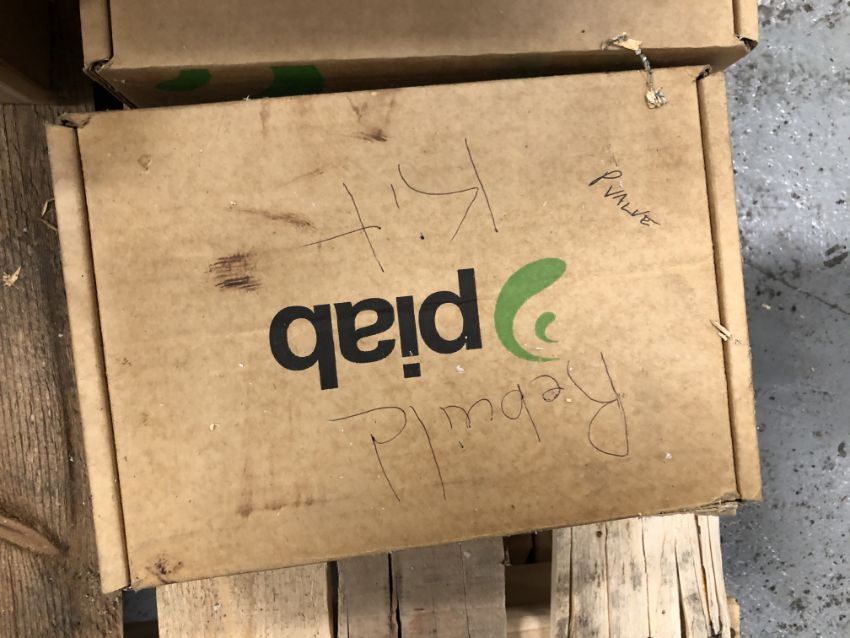 Rebuild
piab
Kit
P VALVE